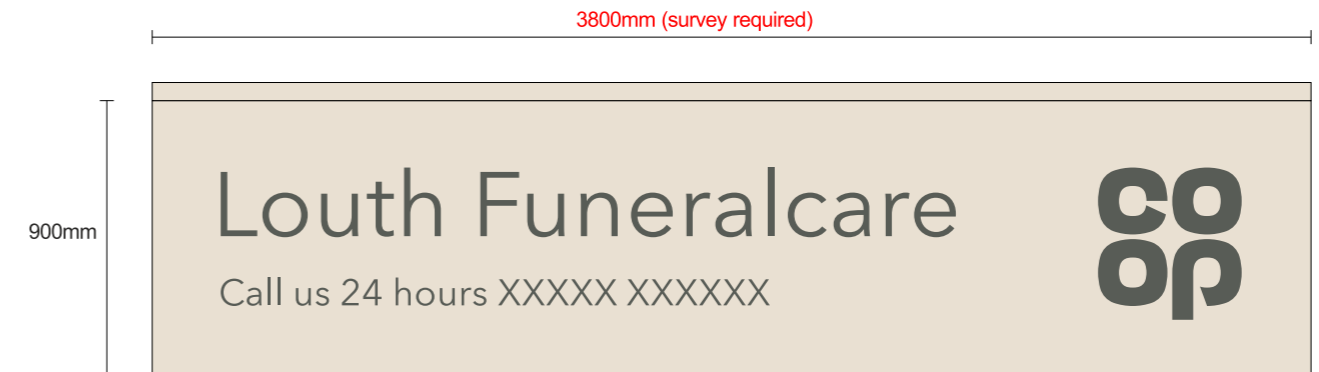 3800mm (survey required)
900mm
Louth Funeralcare
Call us 24 hours XXXXX XXXXXX
co
op